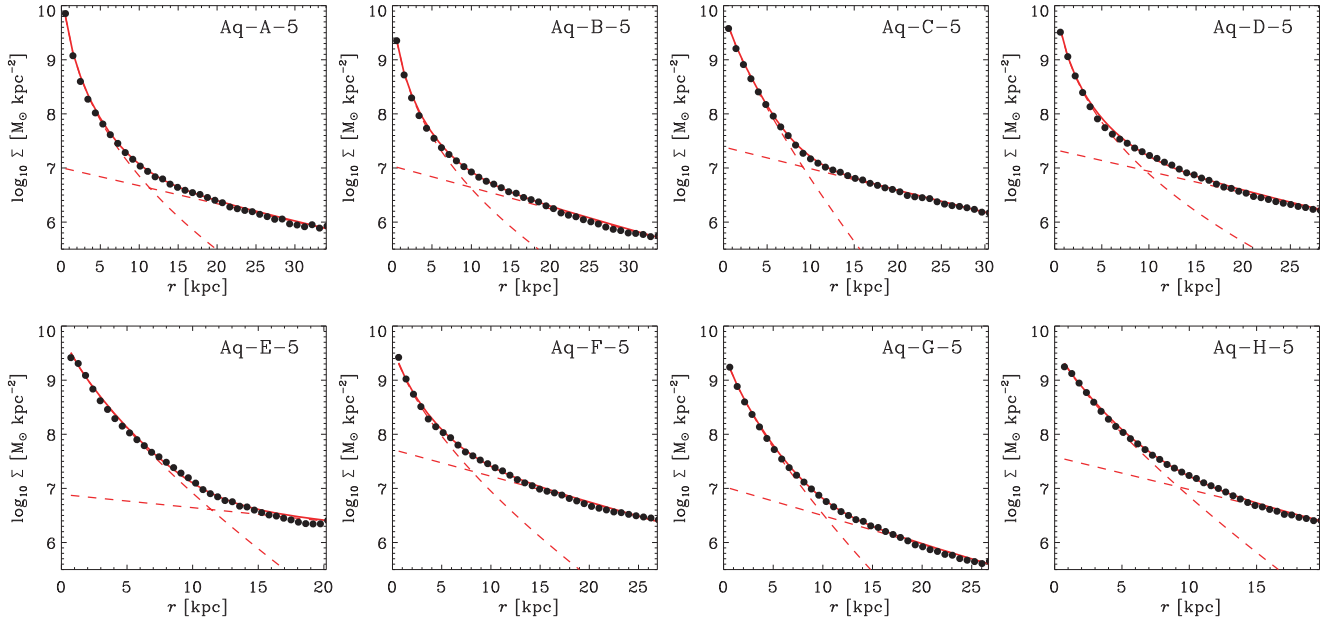 Aq-A-5
log₁₀ Σ [M⊙ kpc⁻²]
10
9
8
7
6
0 5 10 15 20 25 30
r [kpc]
Aq-B-5
log₁₀ Σ [M⊙ kpc⁻²]
10
9
8
7
6
0 5 10 15 20 25 30
r [kpc]
Aq-C-5
log₁₀ Σ [M⊙ kpc⁻²]
10
9
8
7
6
0 5 10 15 20 25 30
r [kpc]
Aq-D-5
log₁₀ Σ [M⊙ kpc⁻²]
10
9
8
7
6
0 5 10 15 20 25
r [kpc]
Aq-E-5
log₁₀ Σ [M⊙ kpc⁻²]
10
9
8
7
6
0 5 10 15 20
r [kpc]
Aq-F-5
log₁₀ Σ [M⊙ kpc⁻²]
10
9
8
7
6
0 5 10 15 20 25
r [kpc]
Aq-G-5
log₁₀ Σ [M⊙ kpc⁻²]
10
9
8
7
6
0 5 10 15 20 25
r [kpc]
Aq-H-5
log₁₀ Σ [M⊙ kpc⁻²]
10
9
8
7
6
0 5 10 15
r [kpc]